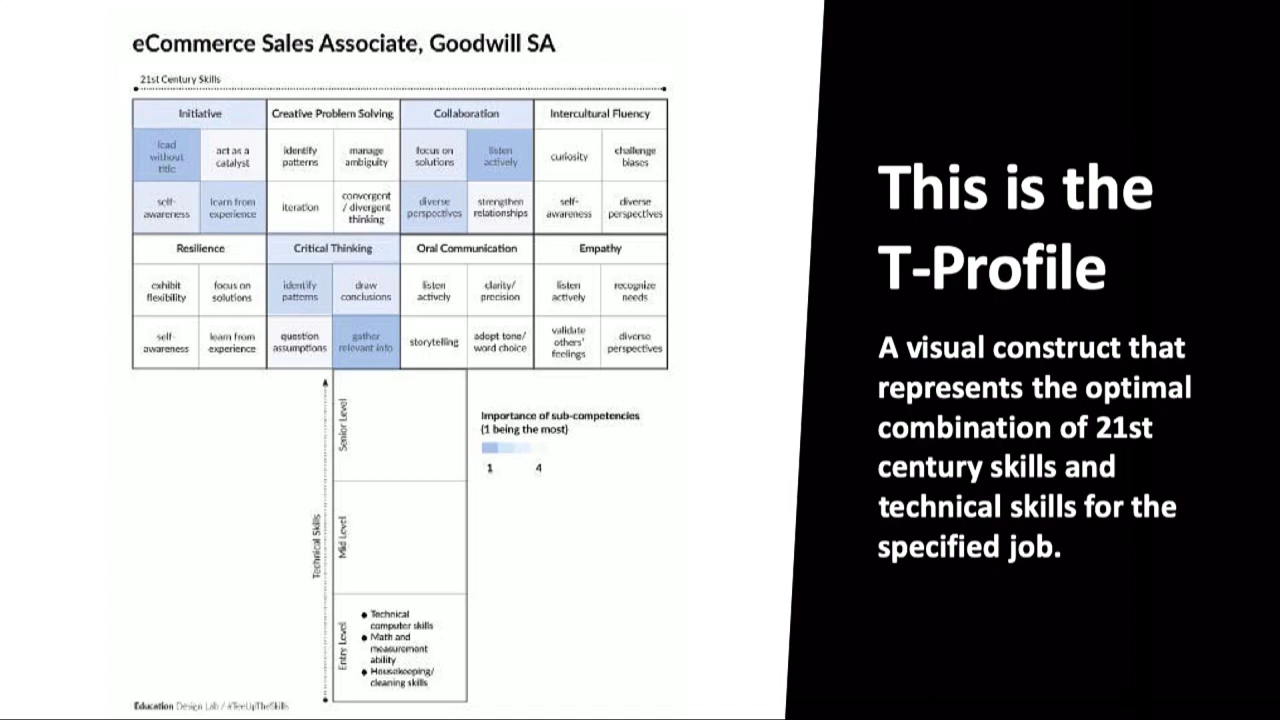 eCommerce Sales Associate, Goodwill SA
21st Century Skills
Initiative
Creative Problem Solving
Collaboration
Intercultural Fluency
lead
without
title
act as a
catalyst
identify
patterns
manage
ambiguity
focus on
solutions
listen
actively
curiosity
challenge
biases
self-
awareness
learn from
experience
iteration
convergent
/ divergent
thinking
diverse
perspectives
strengthen
relationships
self-
awareness
diverse
perspectives
Resilience
Critical Thinking
Oral Communication
Empathy
exhibit
flexibility
focus on
solutions
identify
patterns
draw
conclusions
listen
actively
clarity/
precision
listen
actively
recognize
needs
self-
awareness
learn from
experience
question
assumptions
gather
relevant info
storytelling
adopt tone/
word choice
validate
others'
feelings
diverse
perspectives
Technical Skills
Senior Level
Mid Level
Entry Level
● Technical
computer skills
● Math and
measurement
ability
● Housekeeping/
cleaning skills
Importance of sub-competencies
(1 being the most)
1 4
Education Design Lab / #TeeUpTheSkills
This is the
T-Profile
A visual construct that
represents the optimal
combination of 21st
century skills and
technical skills for the
specified job.